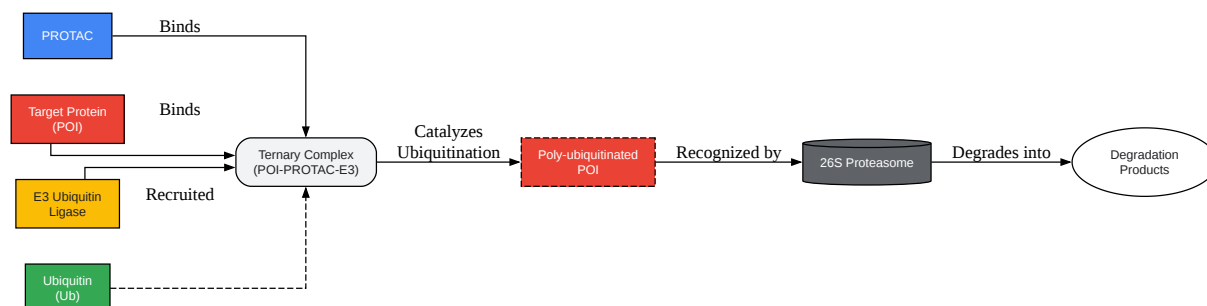 PROTAC
Binds
Target Protein
(POI)
Binds
E3 Ubiquitin
Ligase
Recruited
Ubiquitin
(Ub)
Ternary Complex
(POI-PROTAC-E3)
Catalyzes
Ubiquitination
Poly-ubiquitinated
POI
Recognized by
26S Proteasome
Degrades into
Degradation
Products